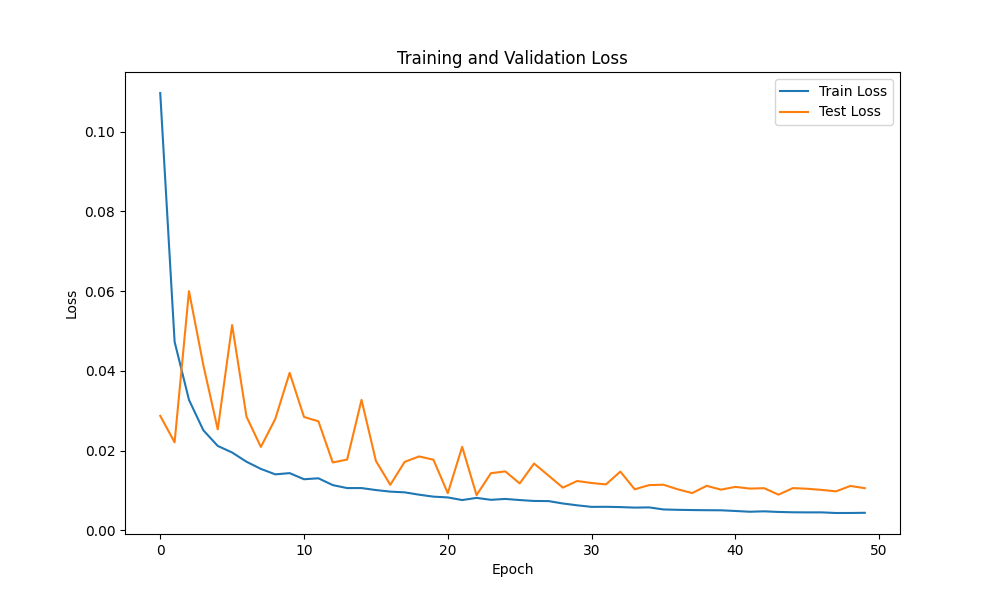 Training and Validation Loss
Train Loss
Test Loss
0.10
0.08
0.06
0.04
0.02
0.00
Loss
0 10 20 30 40 50
Epoch